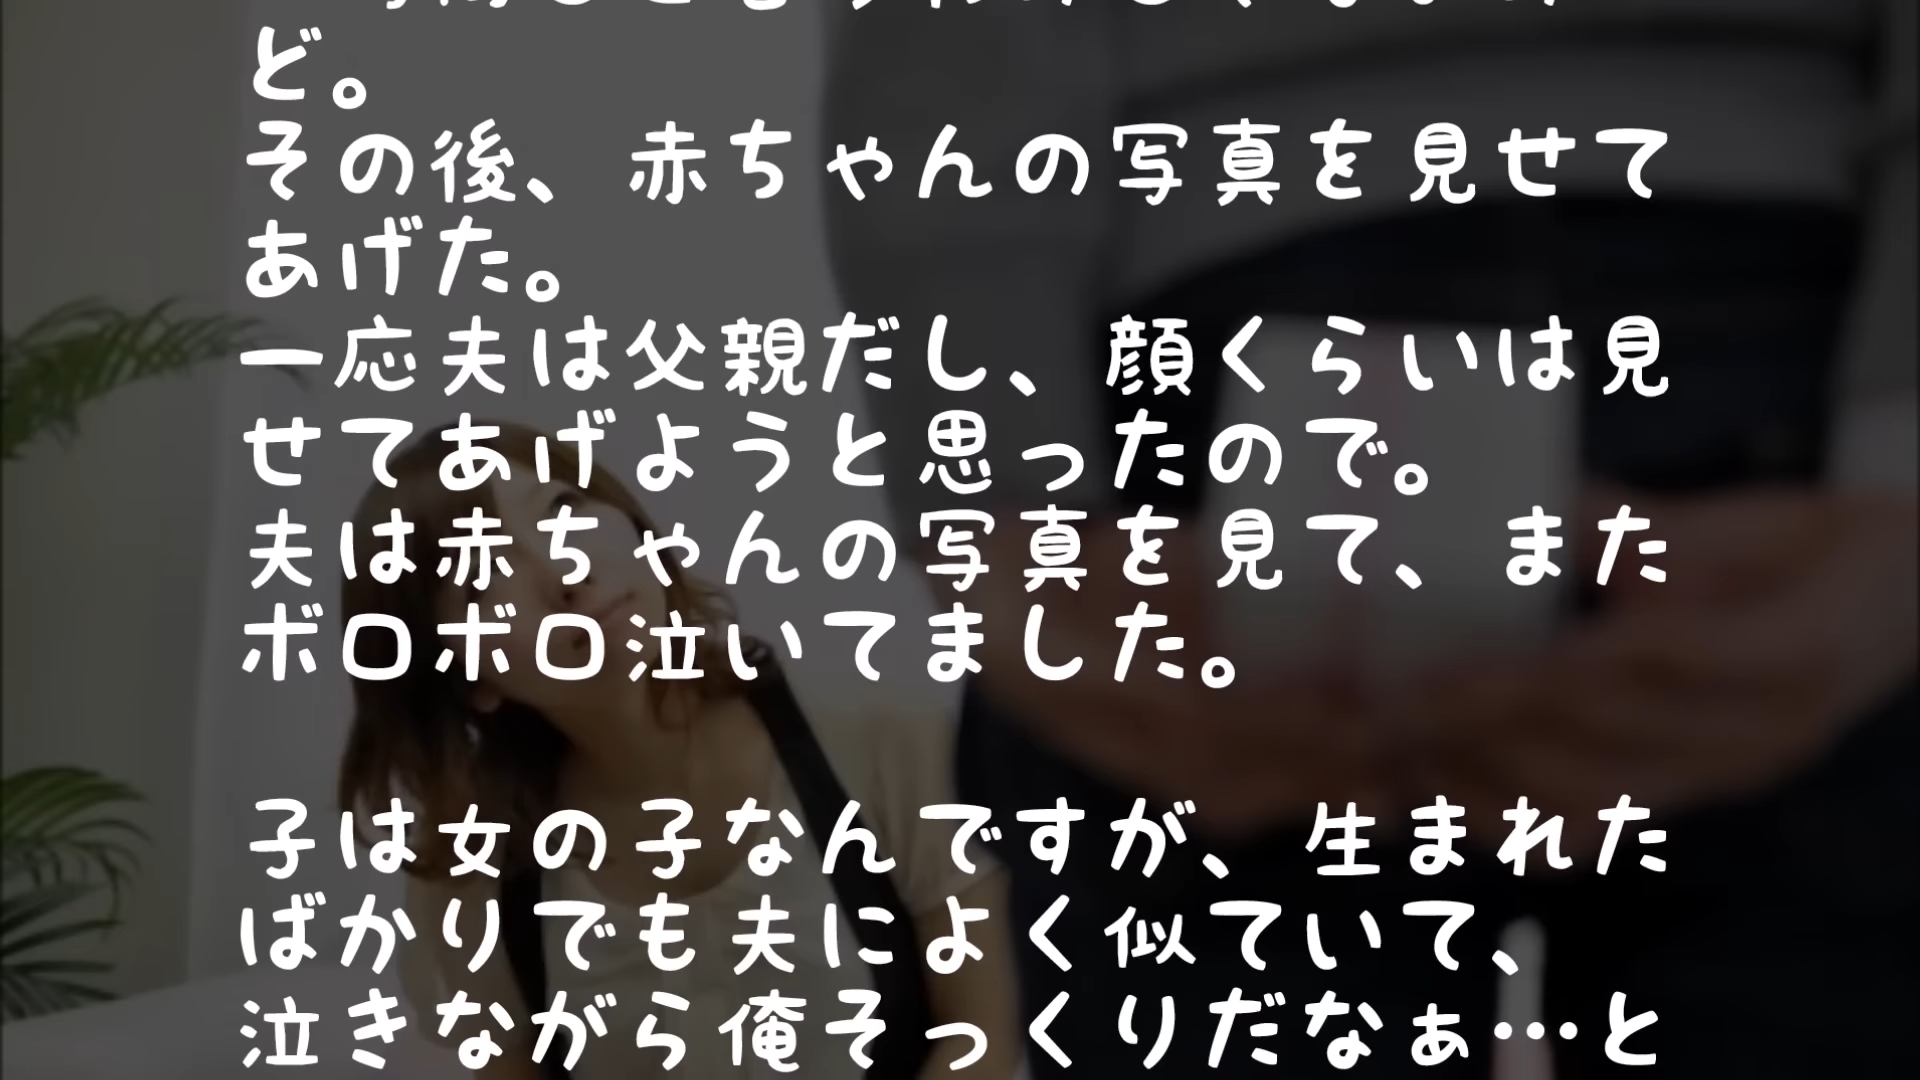 ど。
その後、赤ちゃんの写真を見せて
あげた。
一応夫は父親だし、顔くらいは見
せてあげようと思ったので。
夫は赤ちゃんの写真を見て、また
ボロボロ泣いてました。
子は女の子なんですが、生まれた
ばかりでも夫によく似ていて、
泣きながら俺そっくりだなぁ…と